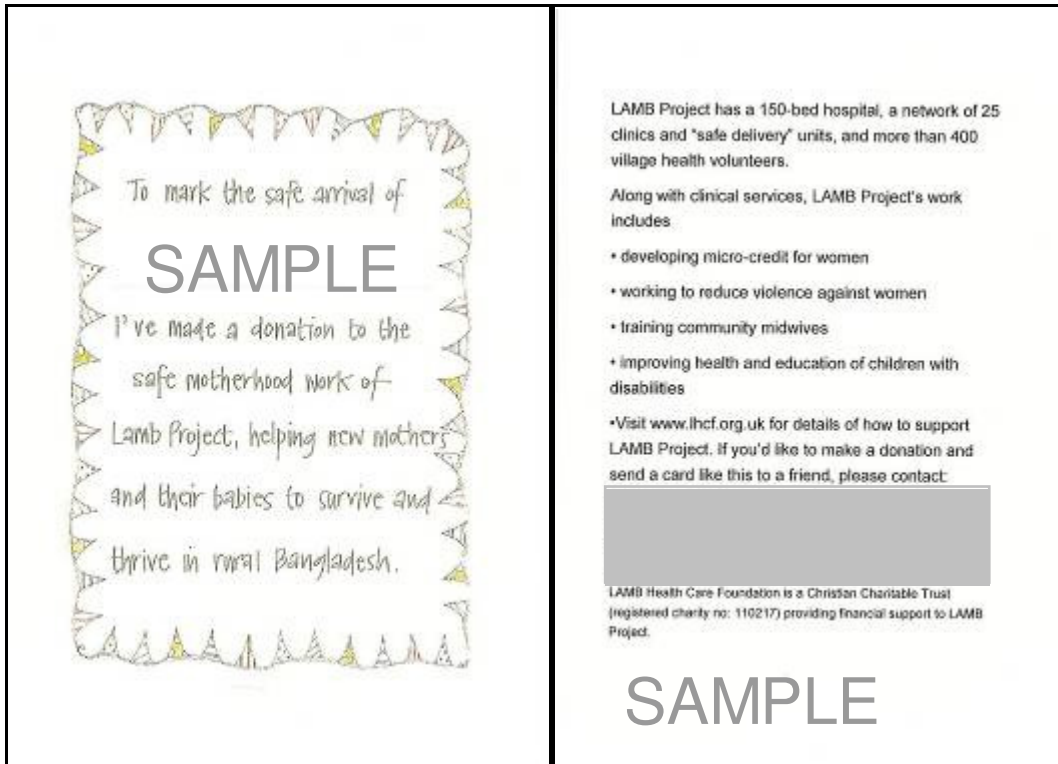 To mark the safe arrival of
SAMPLE
I've made a donation to the
safe motherhood work of
Lamb Project, helping new mothers
and their babies to survive and
thrive in rural Bangladesh.
LAMB Project has a 150-bed hospital, a network of 25
clinics and "safe delivery" units, and more than 400
village health volunteers.
Along with clinical services, LAMB Project's work
includes
• developing micro-credit for women
• working to reduce violence against women
• training community midwives
• improving health and education of children with
disabilities
•Visit www.lhcf.org.uk for details of how to support
LAMB Project. If you'd like to make a donation and
send a card like this to a friend, please contact:
LAMB Health Care Foundation is a Christian Charitable Trust
(registered charity no: 110217) providing financial support to LAMB
Project.
SAMPLE